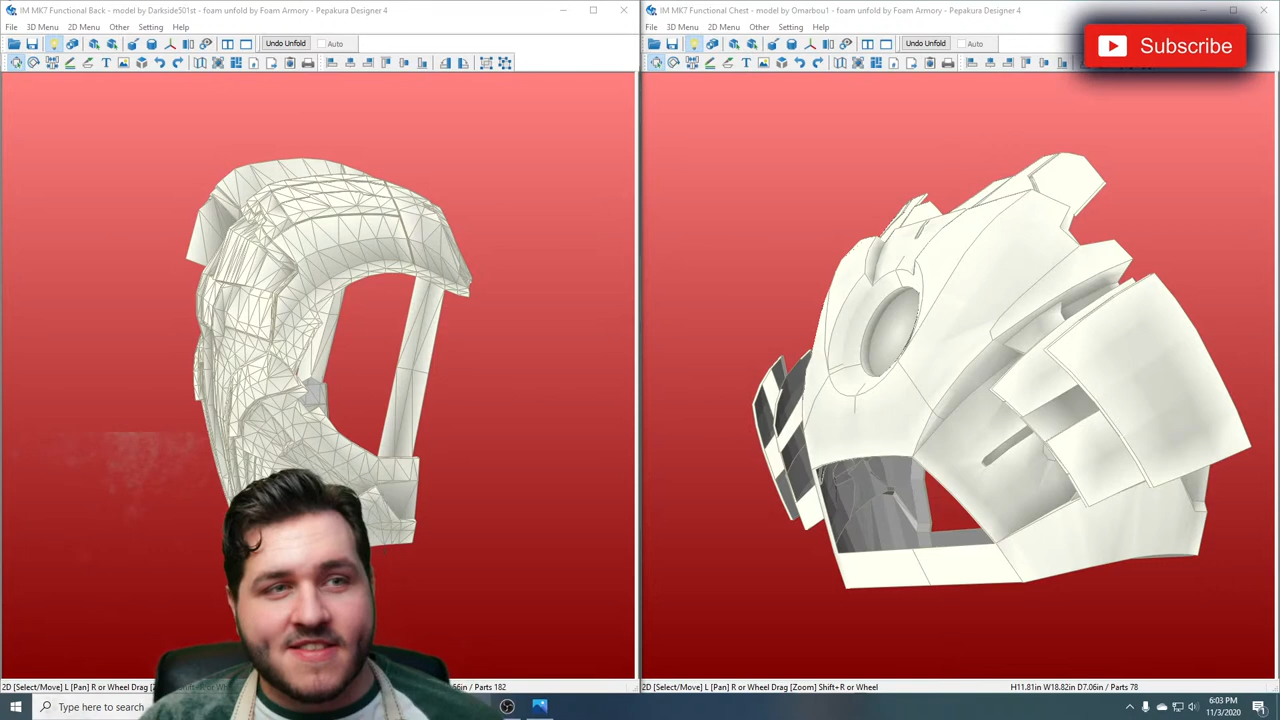 IM MK7 Functional Back - model by Darkside501st - foam unfold by Foam Armory - Pepakura Designer 4
File 3D Menu 2D Menu Other Setting Help
Undo Unfold Auto
2D [Select/Move] L [Pan] R or Wheel Drag
in / Parts 182
IM MK7 Functional Chest - model by Omarbou1 - foam unfold by Foam Armory - Pepakura Designer 4
File 3D Menu 2D Menu Other Setting Help
Undo Unfold Auto
Subscribe
2D [Select/Move] L [Pan] R or Wheel Drag [Zoom] Shift+R or Wheel
H11.81in W18.82in D7.06in / Parts 78
Type here to search
6:03 PM
11/3/2020